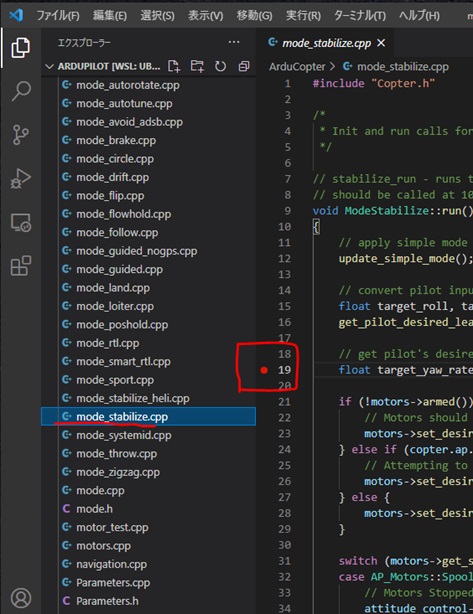 ファイル(F) 編集(E) 選択(S) 表示(V) 移動(G) 実行(R) ターミナル(T) ヘルプ(H)
エクスプローラー
ARDUPILOT [WSL: UB...
mode_autorotate.cpp
mode_autotune.cpp
mode_avoid_adsb.cpp
mode_brake.cpp
mode_circle.cpp
mode_drift.cpp
mode_flip.cpp
mode_flowhold.cpp
mode_follow.cpp
mode_guided_nogps.cpp
mode_guided.cpp
mode_land.cpp
mode_loiter.cpp
mode_poshold.cpp
mode_rtl.cpp
mode_smart_rtl.cpp
mode_sport.cpp
mode_stabilize_heli.cpp
mode_stabilize.cpp
mode_systemid.cpp
mode_throw.cpp
mode_zigzag.cpp
mode.cpp
mode.h
motor_test.cpp
motors.cpp
navigation.cpp
Parameters.cpp
Parameters.h
mode_stabilize.cpp
ArduCopter > mode_stabilize.cpp
1 #include "Copter.h"
2
3 /*
4 * Init and run calls for
5 */
6
7 // stabilize_run - runs t
8 // should be called at 10
9 void ModeStabilize::run()
10 {
11 // apply simple mode
12 update_simple_mode();
13
14 // convert pilot inpu
15 float target_roll, ta
16 get_pilot_desired_lea
17
18 // get pilot's desire
19 float target_yaw_rate
20
21 if (!motors->armed())
22 // Motors should
23 motors->set_desir
24 } else if (copter.ap.
25 // Attempting to
26 motors->set_desir
27 } else {
28 motors->set_desir
29 }
30
31 switch (motors->get_s
32 case AP_Motors::Spool
33 // Motors Stopped
34 attitude_control-